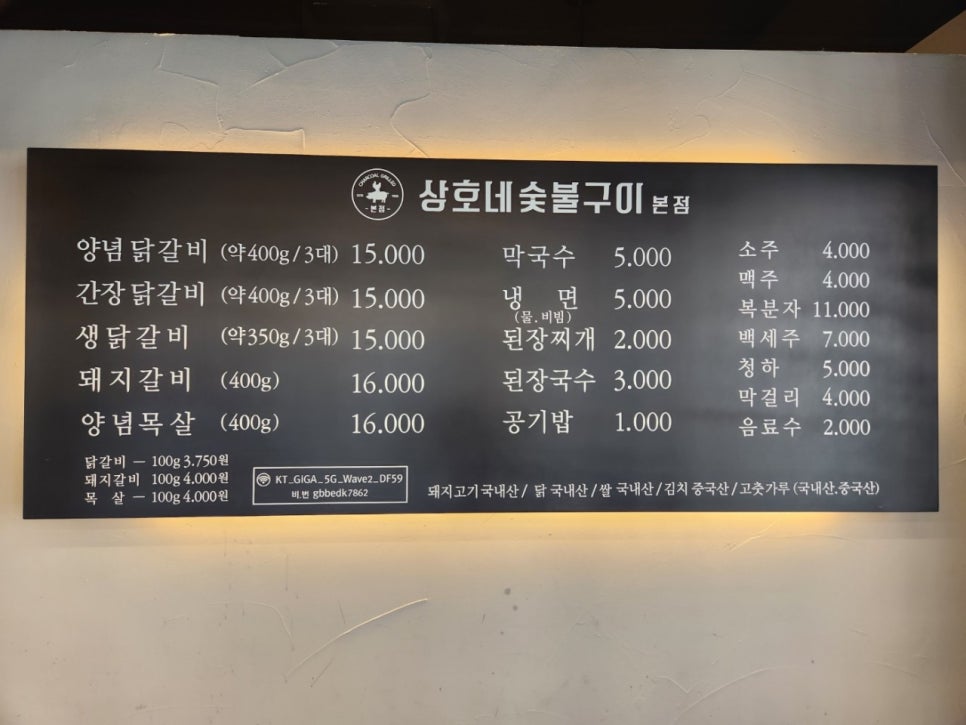 CHARCOAL GRILLED
본점
상호네숯불구이 본점
양념닭갈비 (약400g/3대) 15.000
간장닭갈비 (약400g/3대) 15.000
생닭갈비 (약350g/3대) 15.000
돼지갈비 (400g) 16.000
양념목살 (400g) 16.000
닭갈비 – 100g 3.750원
돼지갈비 100g 4.000원
목 살 – 100g 4.000원
KT_GIGA_5G_Wave2_DF59
비.번 gbbedk7862
막국수 5.000
냉 면 5.000
(물.비빔)
된장찌개 2.000
된장국수 3.000
공기밥 1.000
소주 4.000
맥주 4.000
복분자 11.000
백세주 7.000
청하 5.000
막걸리 4.000
음료수 2.000
돼지고기 국내산 / 닭 국내산 / 쌀 국내산 / 김치 중국산 / 고춧가루 (국내산.중국산)